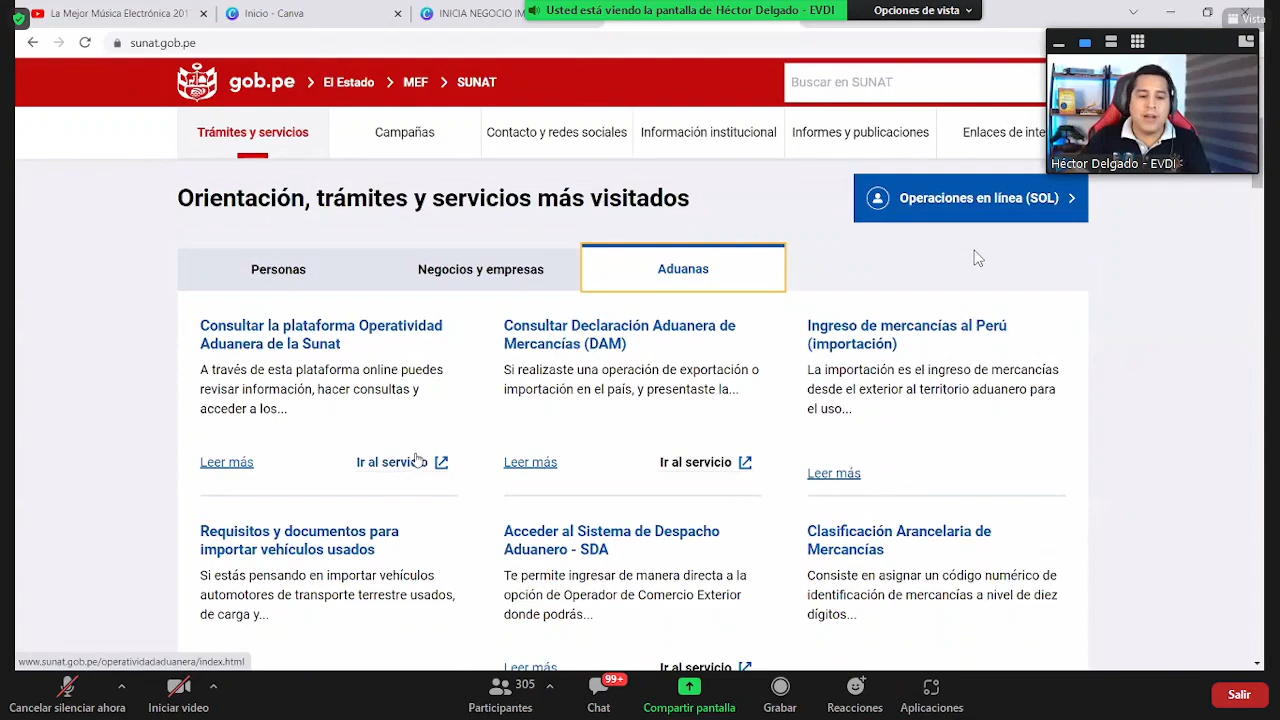 La Mejor Música Electrónica 201
Inicio - Canva
INICIA NEGOCIO IM
Usted está viendo la pantalla de Héctor Delgado - EVDI
Opciones de vista
Vista
sunat.gob.pe
gob.pe > El Estado > MEF > SUNAT
Buscar en SUNAT
Trámites y servicios
Campañas
Contacto y redes sociales
Información institucional
Informes y publicaciones
Enlaces de inte
Héctor Delgado - EVDI
Orientación, trámites y servicios más visitados
Operaciones en línea (SOL)
Personas
Negocios y empresas
Aduanas
Consultar la plataforma Operatividad
Aduanera de la Sunat
A través de esta plataforma online puedes
revisar información, hacer consultas y
acceder a los...
Leer más
Ir al servicio
Consultar Declaración Aduanera de
Mercancías (DAM)
Si realizaste una operación de exportación o
importación en el país, y presentaste la...
Leer más
Ir al servicio
Ingreso de mercancías al Perú
(importación)
La importación es el ingreso de mercancías
desde el exterior al territorio aduanero para
el uso...
Leer más
Requisitos y documentos para
importar vehículos usados
Si estás pensando en importar vehículos
automotores de transporte terrestre usados,
de carga y...
Acceder al Sistema de Despacho
Aduanero - SDA
Te permite ingresar de manera directa a la
opción de Operador de Comercio Exterior
donde podrás...
Leer más
Ir al servicio
Clasificación Arancelaria de
Mercancías
Consiste en asignar un código numérico de
identificación de mercancías a nivel de diez
dígitos...
www.sunat.gob.pe/operatividadaduanera/index.html
Cancelar silenciar ahora
Iniciar video
305
Participantes
99+
Chat
Compartir pantalla
Grabar
Reacciones
Aplicaciones
Salir